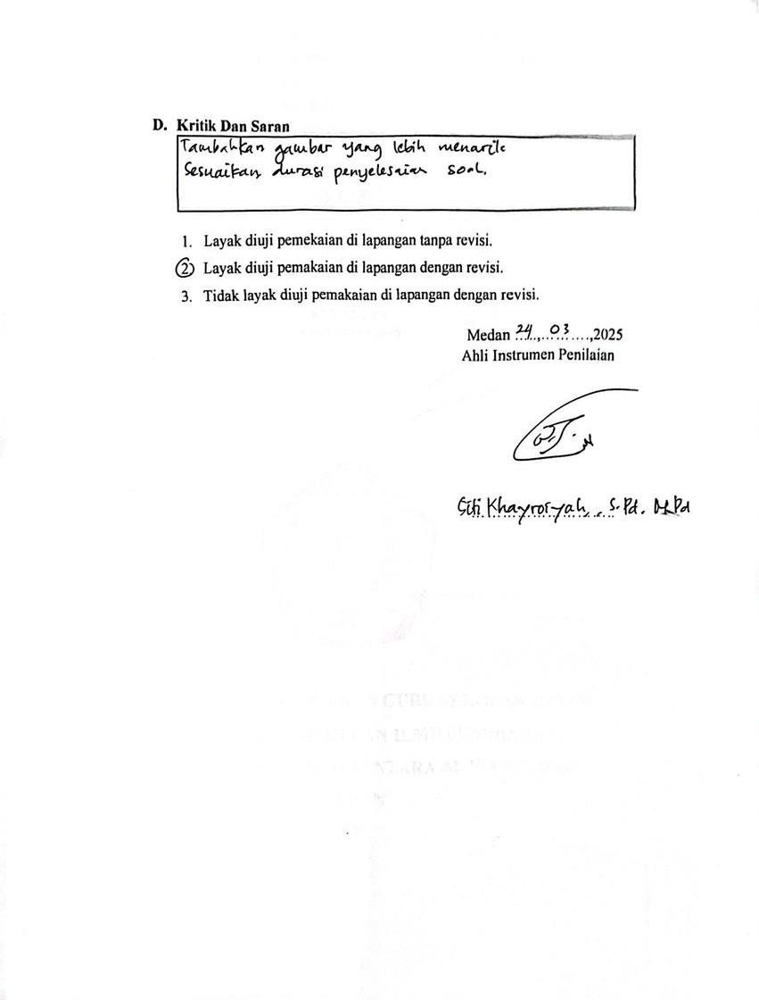 D. Kritik Dan Saran
Tambahkan gambar yang lebih menarik
Sesuaikan durasi penyelesaian soal.
1. Layak diuji pemekaian di lapangan tanpa revisi.
2 Layak diuji pemakaian di lapangan dengan revisi.
3. Tidak layak diuji pemakaian di lapangan dengan revisi.
Medan 24, 03 ....,2025
Ahli Instrumen Penilaian
Siti S.Pd. M.Pd